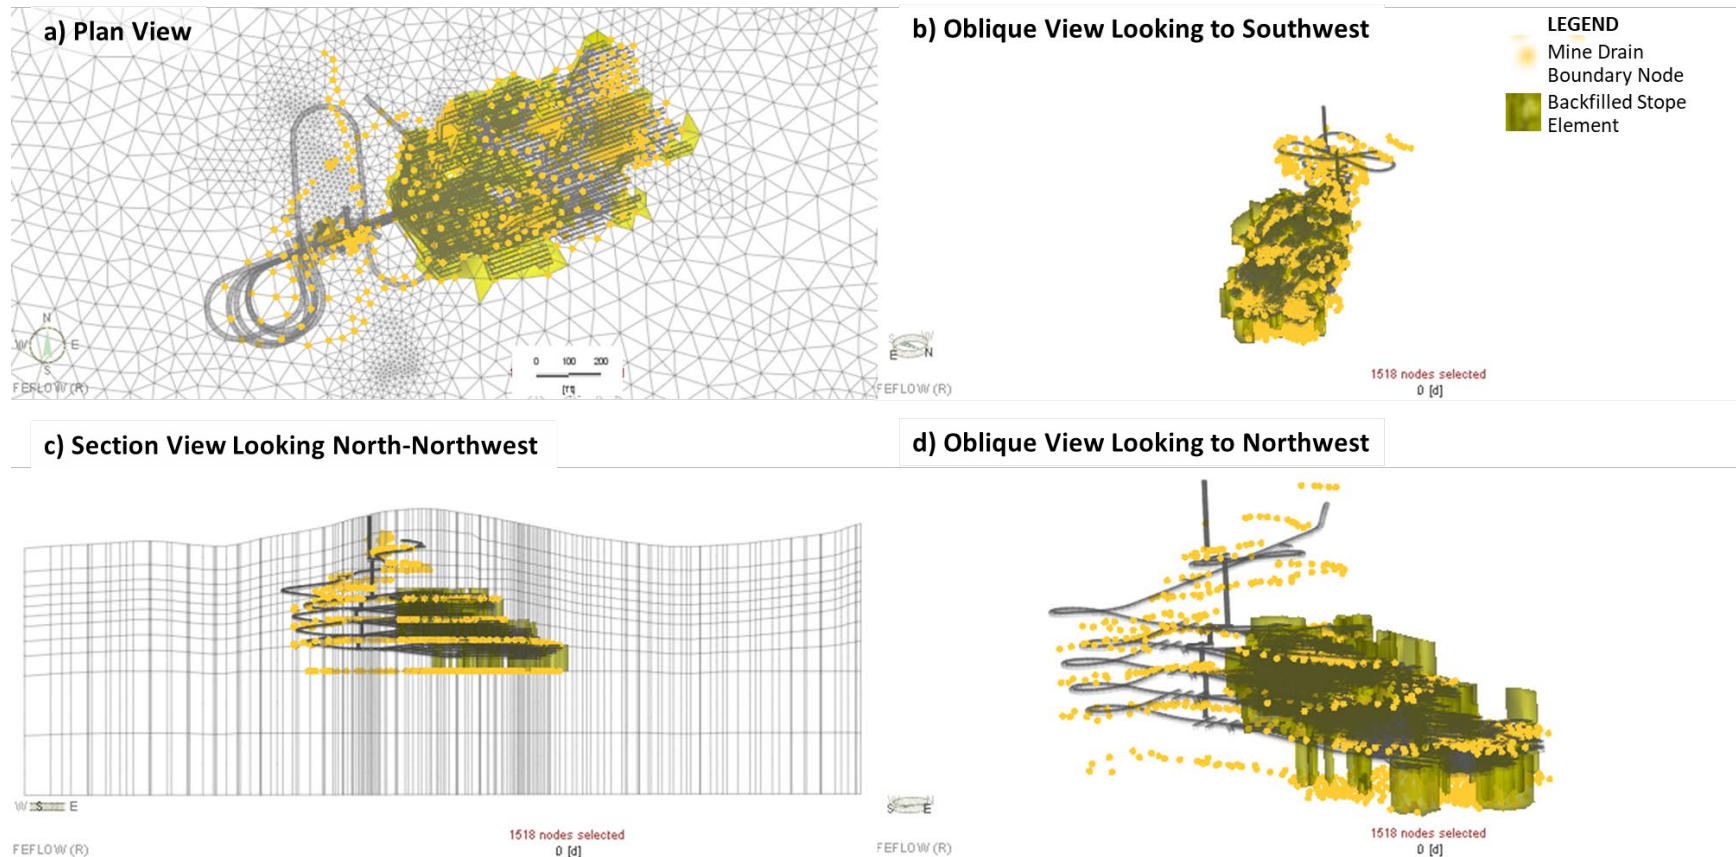 a) Plan View
b) Oblique View Looking to Southwest
LEGEND
Mine Drain
Boundary Node
Backfilled Stope
Element
N
W E
S
0 100 200
FEFLOW (R)
S W
E N
1518 nodes selected
0 [d]
FEFLOW (R)
c) Section View Looking North-Northwest
d) Oblique View Looking to Northwest
W S E
1518 nodes selected
0 [d]
FEFLOW (R)
S E
1518 nodes selected
0 [d]
FEFLOW (R)